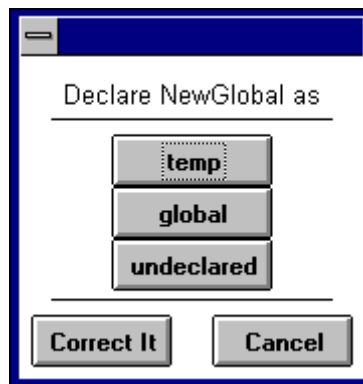 Declare NewGlobal as
temp
global
undeclared
Correct It Cancel